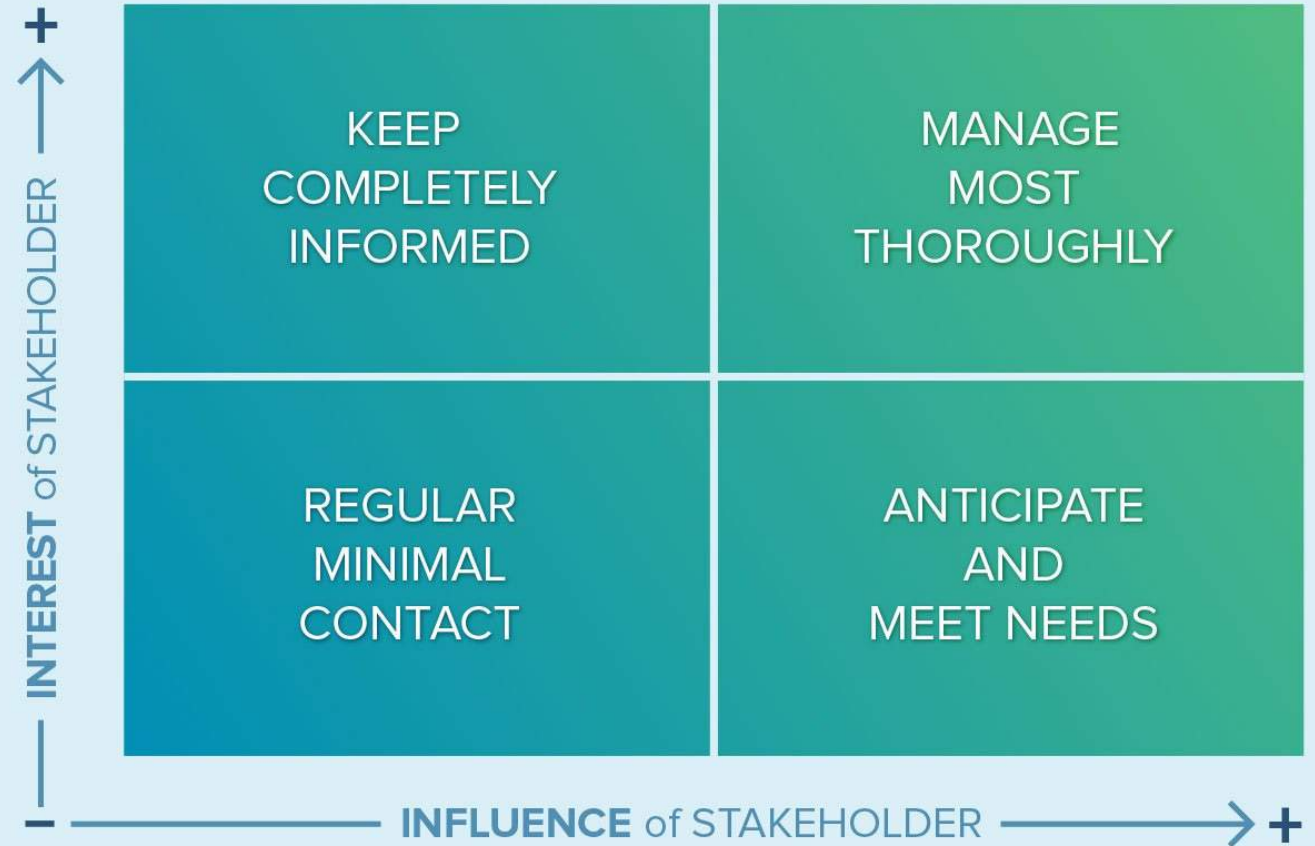 +
INTEREST of STAKEHOLDER
KEEP
COMPLETELY
INFORMED
MANAGE
MOST
THOROUGHLY
REGULAR
MINIMAL
CONTACT
ANTICIPATE
AND
MEET NEEDS
–
INFLUENCE of STAKEHOLDER
+